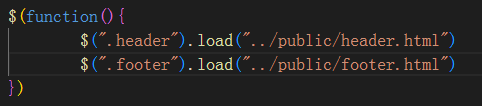 $(function(){
        $(".header").load("../public/header.html")
        $(".footer").load("../public/footer.html")
})